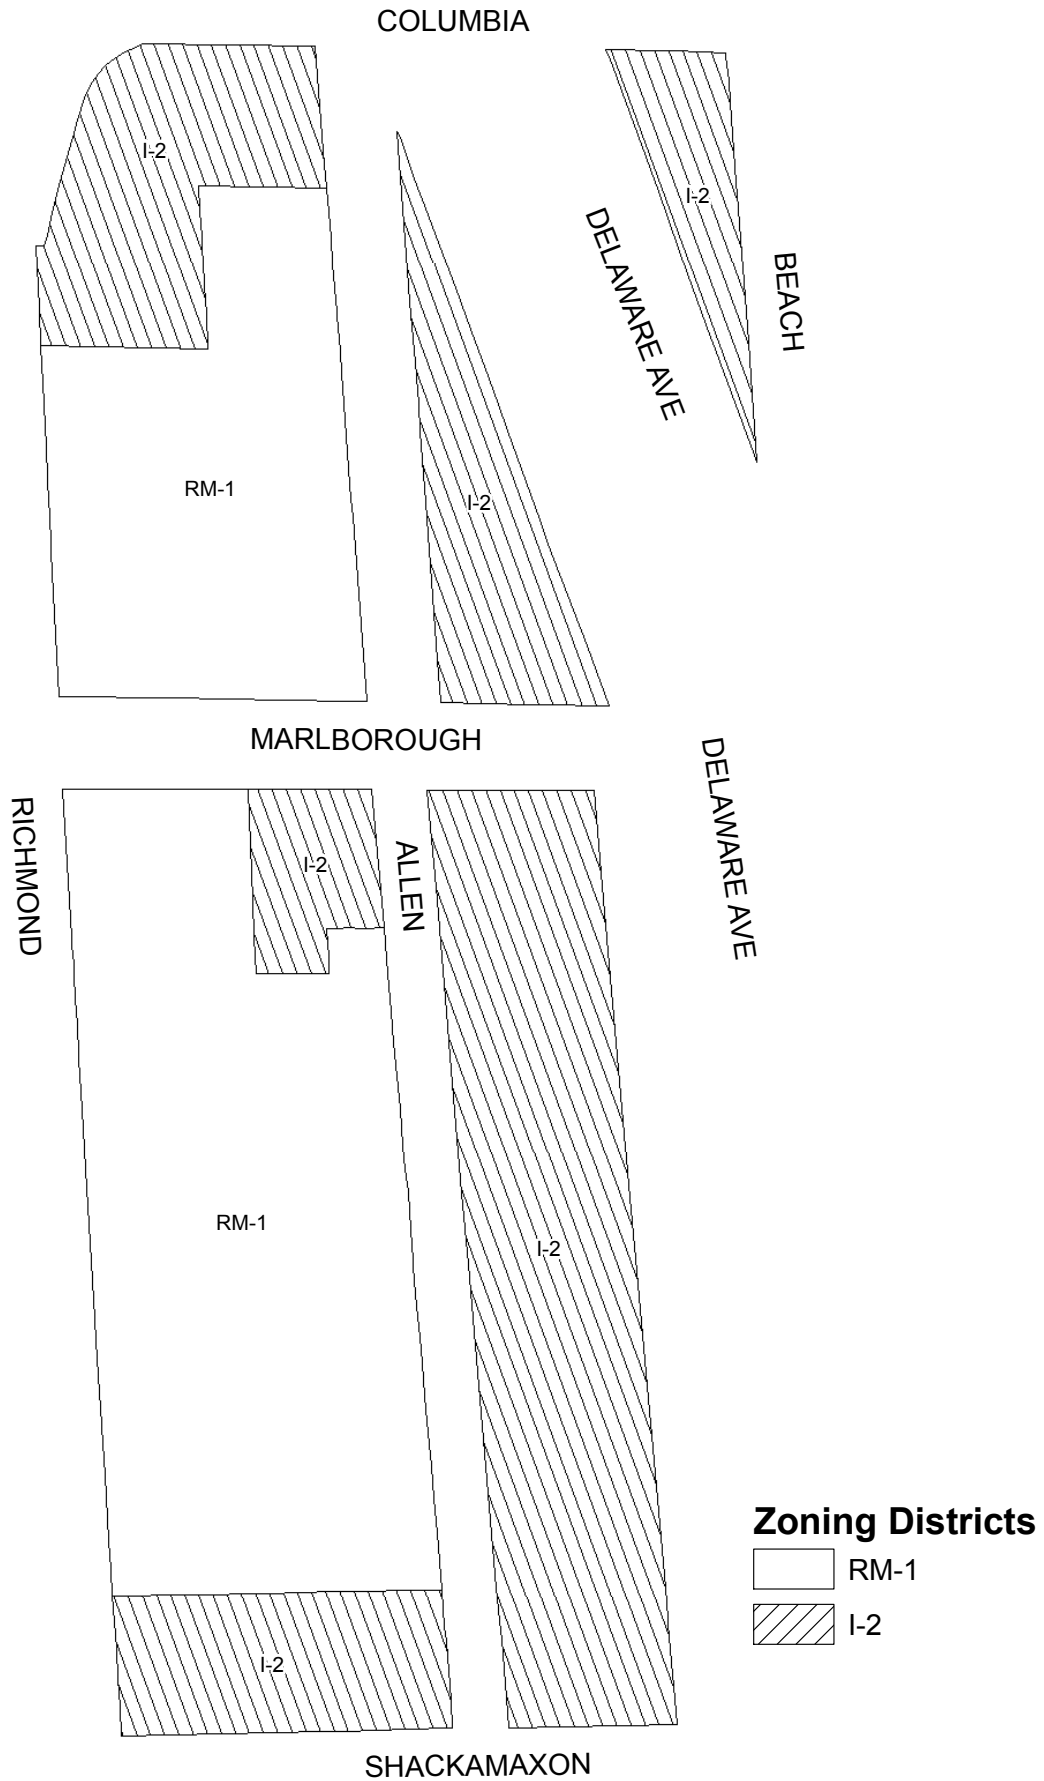 COLUMBIA
I-2
I-2
DELAWARE AVE
BEACH
RM-1
I-2
MARLBOROUGH
DELAWARE AVE
RICHMOND
I-2
ALLEN
RM-1
I-2
Zoning Districts
RM-1
I-2
I-2
SHACKAMAXON